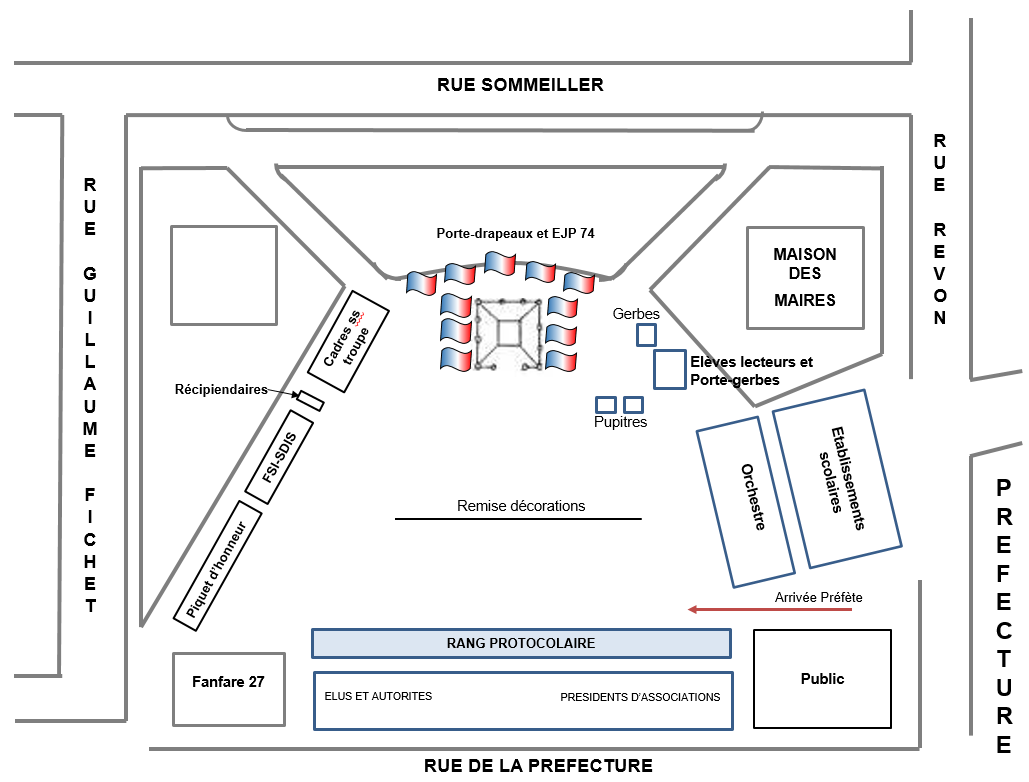 RUE SOMMEILLER
RUE REVON
RUE GUILLAUME FICHET
Porte-drapeaux et EJP 74
MAISON
DES
MAIRES
Gerbes
Cadres ss
troupe
Elèves lecteurs et
Porte-gerbes
Récipiendaires
Pupitres
FSI-SDIS
Orchestre
Etablissements
scolaires
Remise décorations
Piquet d'honneur
PREFECTURE
Arrivée Préfête
RANG PROTOCOLAIRE
Fanfare 27
ELUS ET AUTORITES
PRESIDENTS D'ASSOCIATIONS
Public
RUE DE LA PREFECTURE